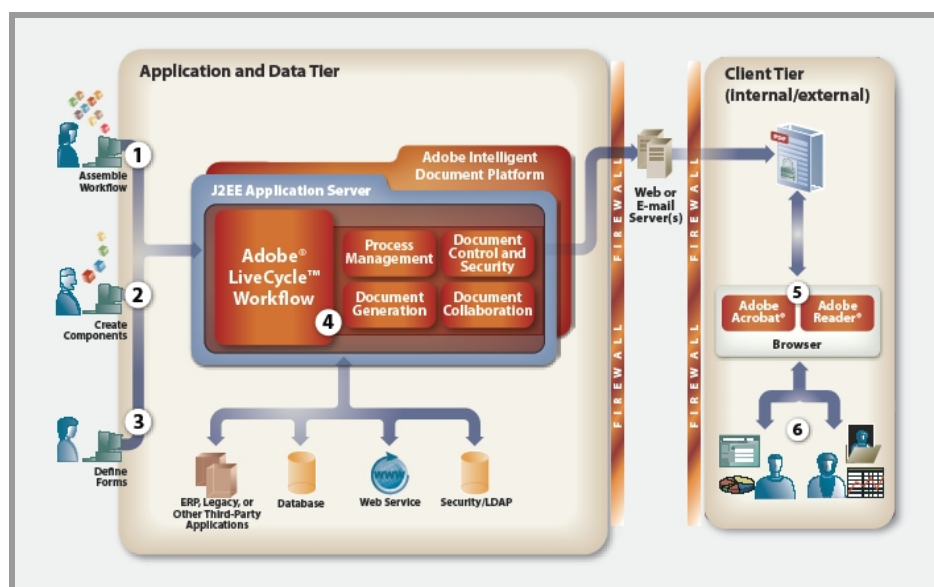 Application and Data Tier
Client Tier
(internal/external)
1
Assemble
Workflow
2
Create
Components
3
Define
Forms
Adobe Intelligent
Document Platform
J2EE Application Server
Adobe®
LiveCycle™
Workflow
4
Process
Management
Document
Control and
Security
Document
Generation
Document
Collaboration
ERP, Legacy, or
Other Third-Party
Applications
Database
WWW
Web Service
Security/LDAP
FIREWALL
FIREWALL
Web or
E-mail
Server(s)
FIREWALL
FIREWALL
PDF
5
Adobe
Acrobat®
Adobe
Reader®
Browser
6